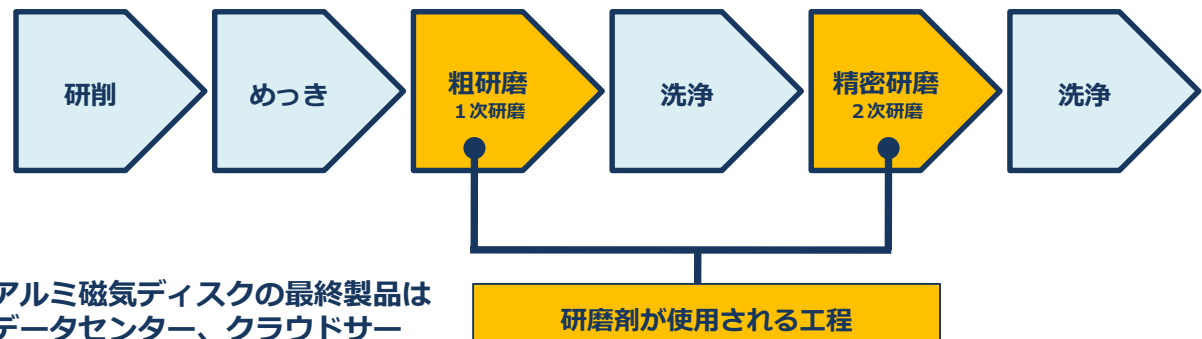 研削
めっき
粗研磨
１次研磨
洗浄
精密研磨
２次研磨
洗浄
アルミ磁気ディスクの最終製品は
データセンター、クラウドサー
研磨剤が使用される工程